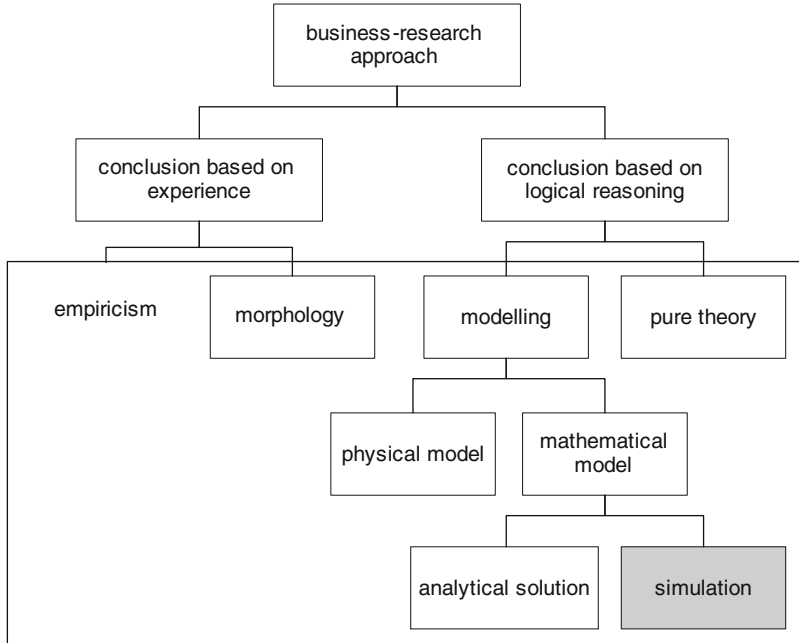 business-research
approach
conclusion based on
experience
conclusion based on
logical reasoning
empiricism
morphology
modelling
pure theory
physical model
mathematical
model
analytical solution
simulation